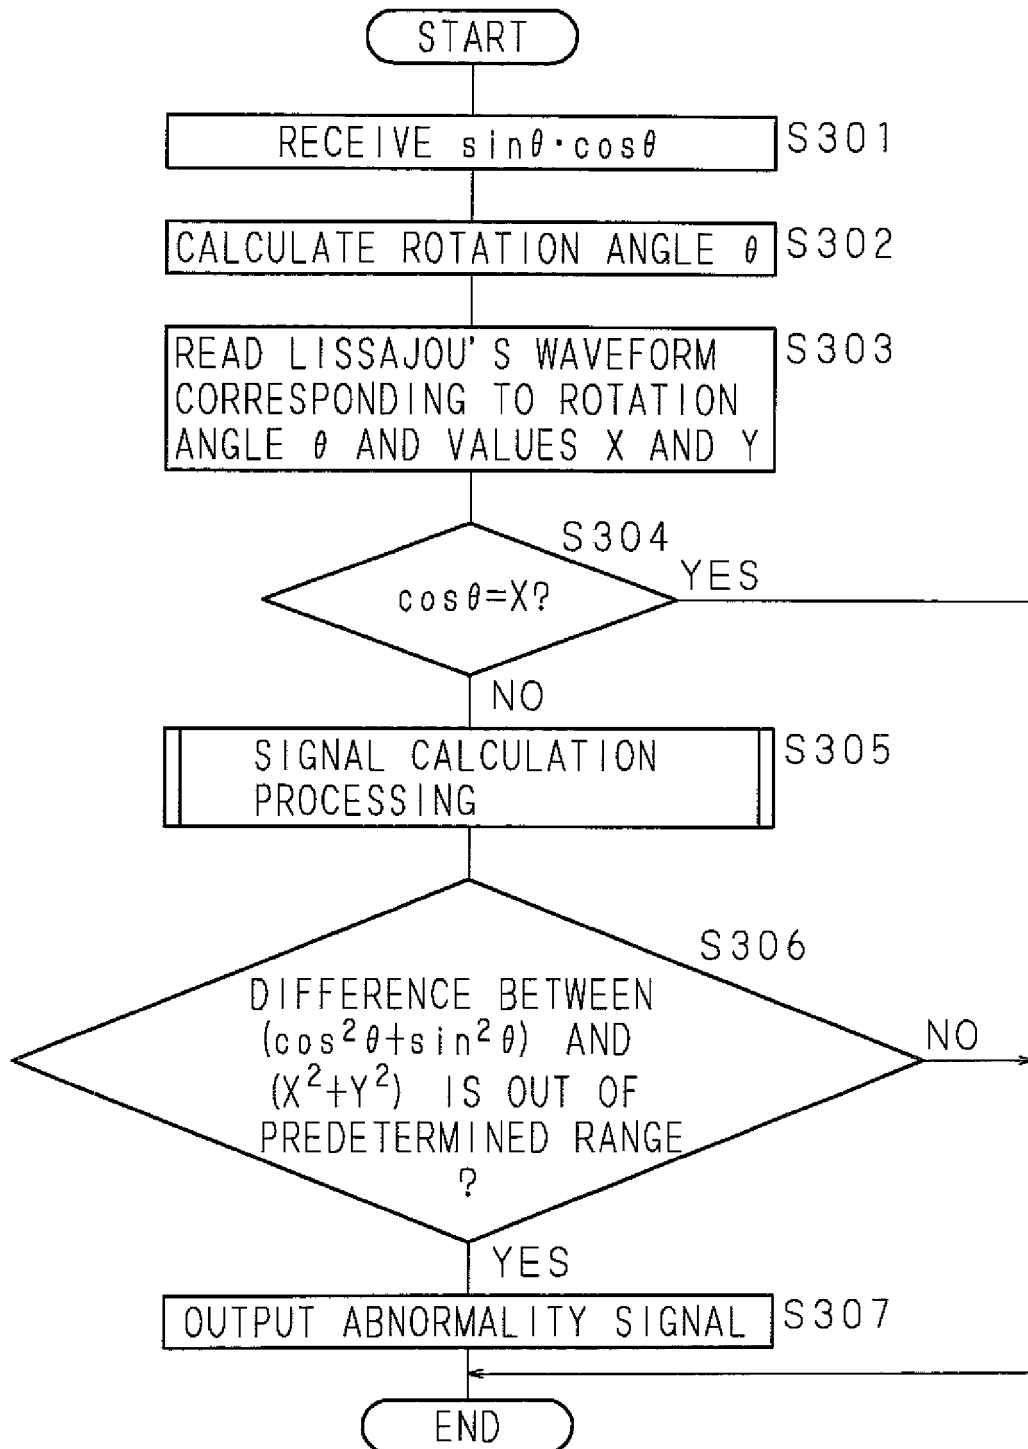 START
RECEIVE sinθ·cosθ
S301
CALCULATE ROTATION ANGLE θ
S302
READ LISSAJOU'S WAVEFORM
CORRESPONDING TO ROTATION
ANGLE θ AND VALUES X AND Y
S303
S304
cosθ=X?
YES
NO
SIGNAL CALCULATION
PROCESSING
S305
S306
DIFFERENCE BETWEEN
(cos²θ+sin²θ) AND
(X²+Y²) IS OUT OF
PREDETERMINED RANGE
?
NO
YES
OUTPUT ABNORMALITY SIGNAL
S307
END